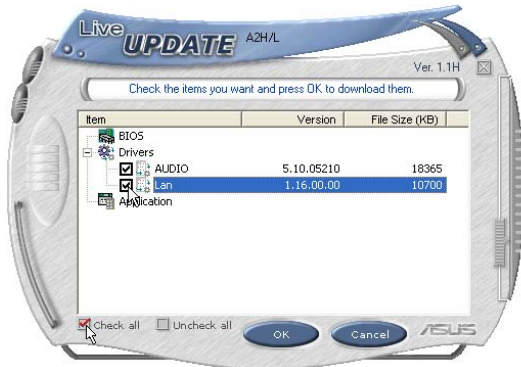 Live UPDATE A2H/L
Ver. 1.1H
Check the items you want and press OK to download them.
Item Version File Size (KB)
BIOS
Drivers
AUDIO 5.10.05210 18365
Lan 1.16.00.00 10700
Application
Check all Uncheck all OK Cancel ASUS